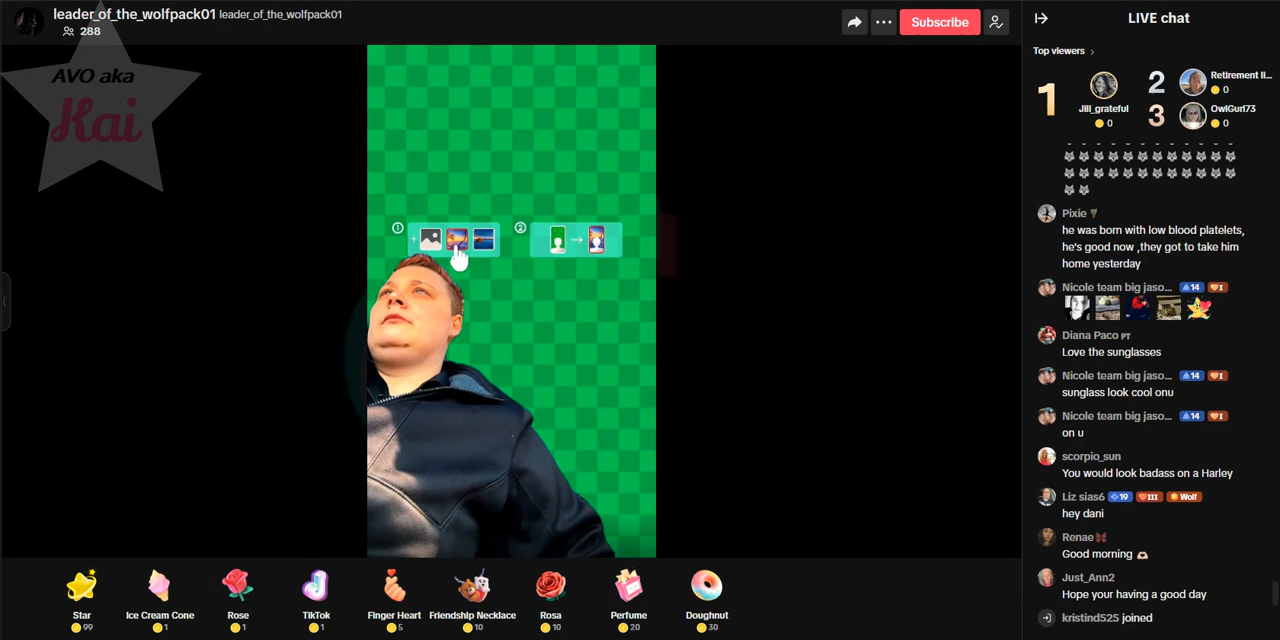 leader_of_the_wolfpack01 leader_of_the_wolfpack01
288
AVO aka
Kai
Subscribe
LIVE chat
Top viewers
1
Jill_grateful
0
2
Retirement li...
0
3
OwlGurl73
0
Pixie
he was born with low blood platelets,
he's good now ,they got to take him
home yesterday
Nicole team big jaso... 14 I
Diana Paco PT
Love the sunglasses
Nicole team big jaso... 14 I
sunglass look cool onu
Nicole team big jaso... 14 I
on u
scorpio_sun
You would look badass on a Harley
Liz sias6 19 III Wolf
hey dani
Renae
Good morning
Just_Ann2
Hope your having a good day
kristind525 joined
① ②
Star
99
Ice Cream Cone
1
Rose
1
TikTok
1
Finger Heart
5
Friendship Necklace
10
Rosa
10
Perfume
20
Doughnut
30